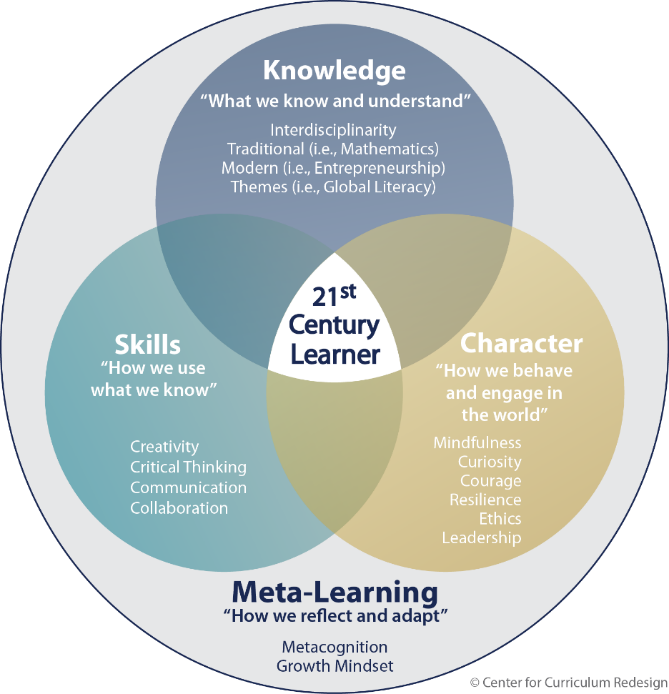 Knowledge
“What we know and understand”
Interdisciplinarity
Traditional (i.e., Mathematics)
Modern (i.e., Entrepreneurship)
Themes (i.e., Global Literacy)
21st
Century
Learner
Skills
“How we use
what we know”
Creativity
Critical Thinking
Communication
Collaboration
Character
“How we behave
and engage in
the world”
Mindfulness
Curiosity
Courage
Resilience
Ethics
Leadership
Meta-Learning
“How we reflect and adapt”
Metacognition
Growth Mindset
© Center for Curriculum Redesign